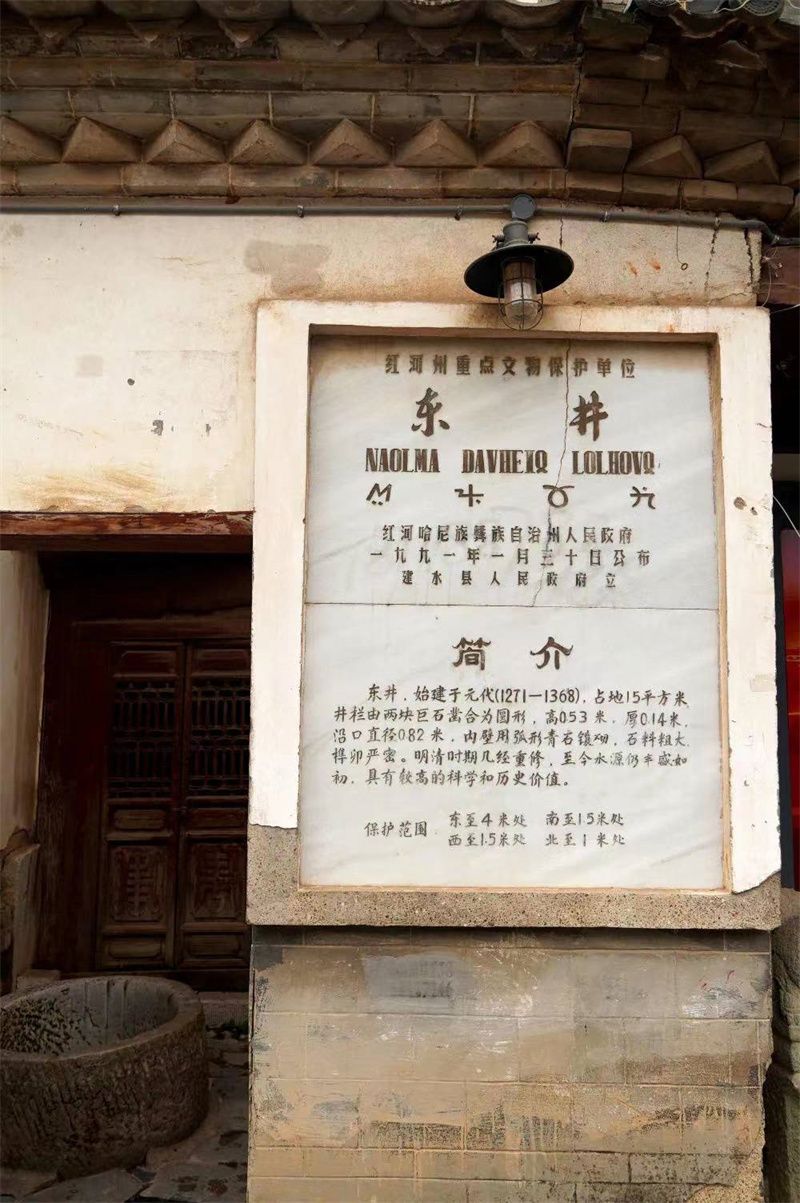 红河州重点文物保护单位
东井
NAOLMA DAVHEIQ LOLHOVQ
红河哈尼族彝族自治州人民政府
一九九一年一月三十日公布
建水县人民政府立
简介
东井，始建于元代(1271—1368)，占地15平方米，
井栏由两块巨石凿合为圆形，高0.53米，厚0.14米，
沿口直径0.82米，内壁用弧形青石镶砌，石料粗大，
榫卯严密。明清时期几经重修，至今水源仍丰盛如
初，具有较高的科学和历史价值。
保护范围 东至4米处 南至1.5米处
西至1.5米处 北至1米处